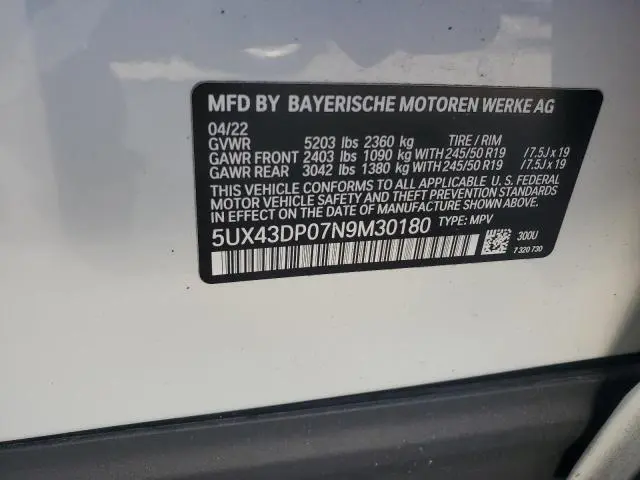 MFD BY BAYERISCHE MOTOREN WERKE AG
04/22
GVWR 5203 lbs 2360 kg TIRE / RIM
GAWR FRONT 2403 lbs 1090 kg WITH 245/50 R19 / 7.5J x 19
GAWR REAR 3042 lbs 1380 kg WITH 245/50 R19 / 7.5J x 19
THIS VEHICLE CONFORMS TO ALL APPLICABLE U. S. FEDERAL
MOTOR VEHICLE SAFETY, BUMPER, AND THEFT PREVENTION
STANDARDS IN EFFECT ON THE DATE OF MANUFACTURE SHOWN ABOVE.
5UX43DP07N9M30180 TYPE: MPV
300U
7 320 730